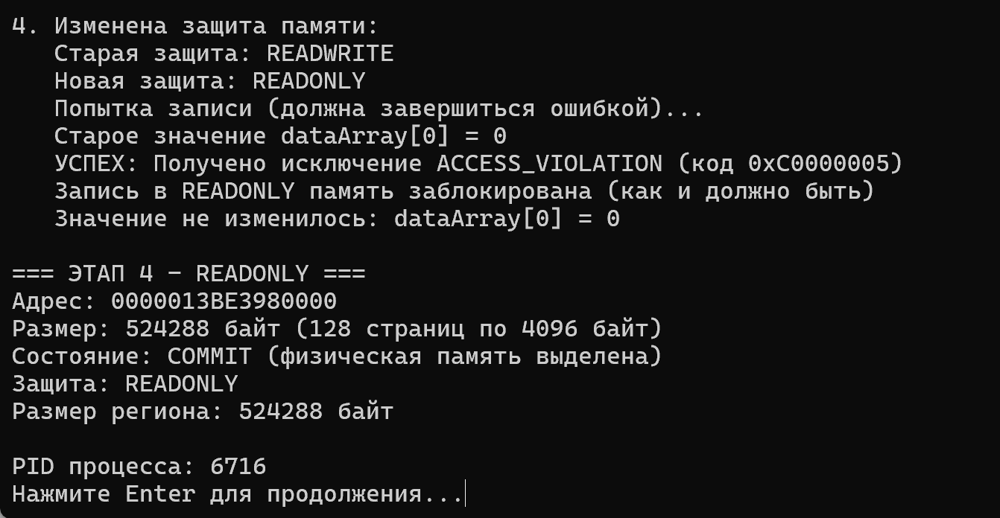 4. Изменена защита памяти:
Старая защита: READWRITE
Новая защита: READONLY
Попытка записи (должна завершиться ошибкой)...
Старое значение dataArray[0] = 0
УСПЕХ: Получено исключение ACCESS_VIOLATION (код 0xC0000005)
Запись в READONLY память заблокирована (как и должно быть)
Значение не изменилось: dataArray[0] = 0
=== ЭТАП 4 - READONLY ===
Адрес: 0000013BE3980000
Размер: 524288 байт (128 страниц по 4096 байт)
Состояние: COMMIT (физическая память выделена)
Защита: READONLY
Размер региона: 524288 байт
PID процесса: 6716
Нажмите Enter для продолжения...